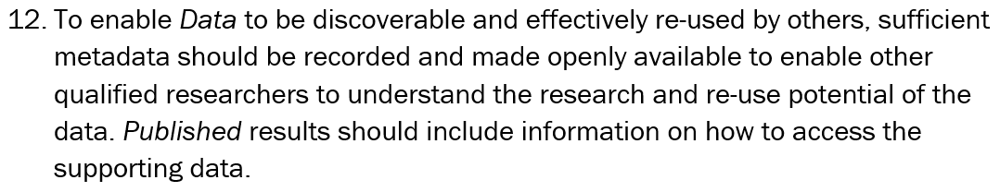 12. To enable Data to be discoverable and effectively re-used by others, sufficient
metadata should be recorded and made openly available to enable other
qualified researchers to understand the research and re-use potential of the
data. Published results should include information on how to access the
supporting data.